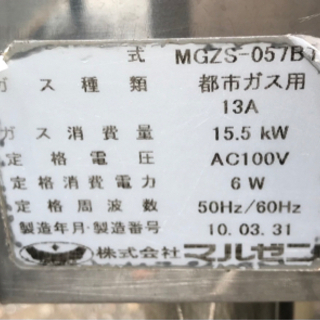 式 MGZS-057B1
ガス種類 都市ガス用
13A
ガス消費量 15.5 kW
定格電圧 AC100V
定格消費電力 6 W
定格周波数 50Hz/60Hz
製造年月・製造番号 10.03.31
株式会社 マルゼン